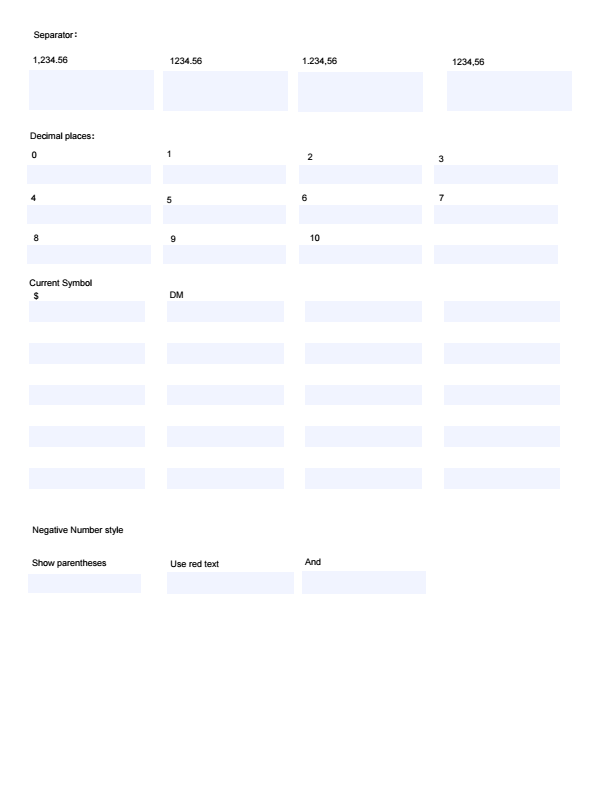 Separator:
1,234.56 1234.56 1.234,56 1234,56
Decimal places:
0 1 2 3
4 5 6 7
8 9 10
Current Symbol
$ DM
Negative Number style
Show parentheses Use red text And